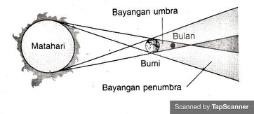 Bayangan umbra
Matahari
Bulan
Bumi
Bayangan penumbra
Scanned by TapScanner